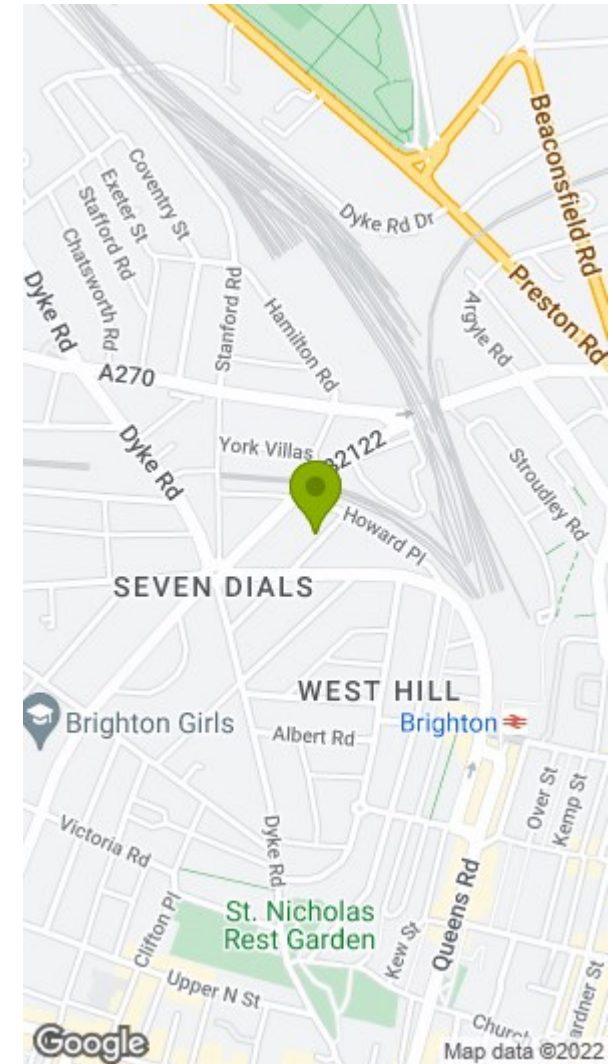 Beaconsfield Rd
Coventry St
Exeter St
Stafford Rd
Chatsworth Rd
Dyke Rd Dr
Preston Rd
Dyke Rd
Stanford Rd
Hamilton Rd
Argyle Rd
A270
Dyke Rd
York Villas
B2122
Stroudley Rd
Howard Pl
SEVEN DIALS
WEST HILL
Brighton Girls
Albert Rd
Brighton
Over St
Kemp St
Victoria Rd
Dyke Rd
Clifton Pl
St. Nicholas
Rest Garden
Kew St
Queens Rd
Upper N St
Church
ardner St
Google
Map data ©2022